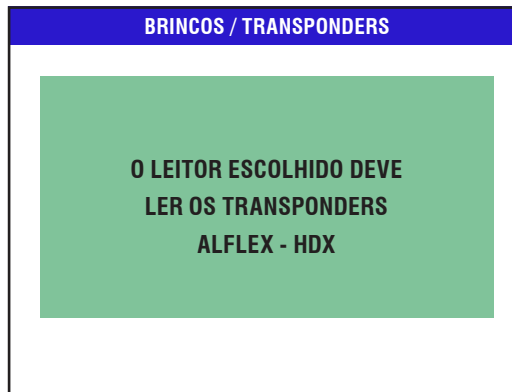 BRINCOS / TRANSPONDERS
O LEITOR ESCOLHIDO DEVE
LER OS TRANSPONDERS
ALFLEX - HDX